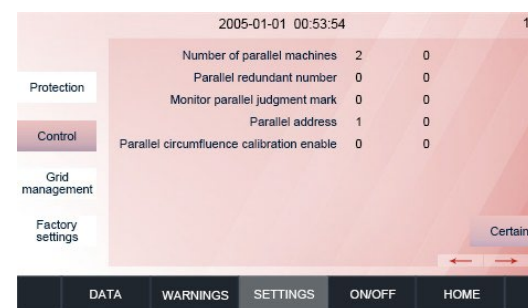 2005-01-01 00:53:54
Number of parallel machines 2 0
Parallel redundant number 0 0
Monitor parallel judgment mark 0 0
Parallel address 1 0
Parallel circumfluence calibration enable 0 0
Protection
Control
Grid
management
Factory
settings
Certain
← →
DATA WARNINGS SETTINGS ON/OFF HOME